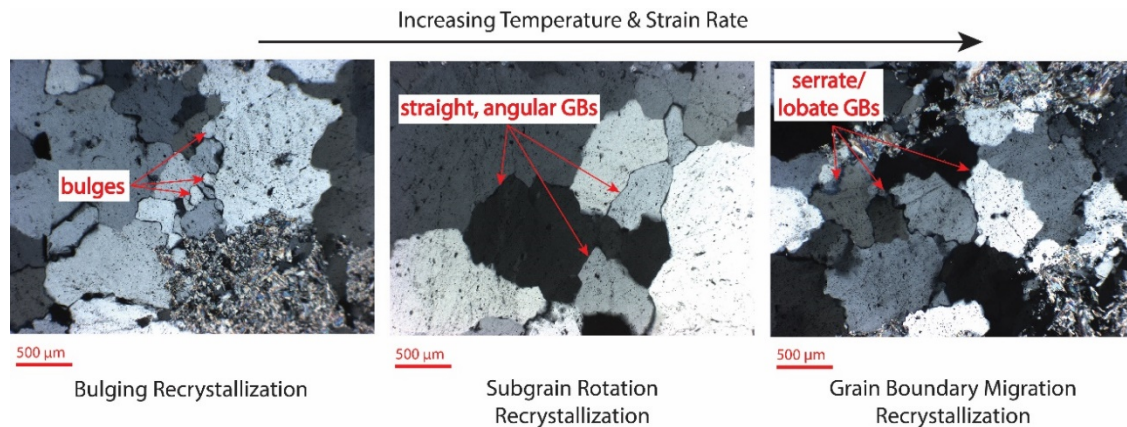 Increasing Temperature & Strain Rate
bulges
straight, angular GBs
serrate/
lobate GBs
500 µm
500 µm
500 µm
Bulging Recrystallization
Subgrain Rotation
Recrystallization
Grain Boundary Migration
Recrystallization